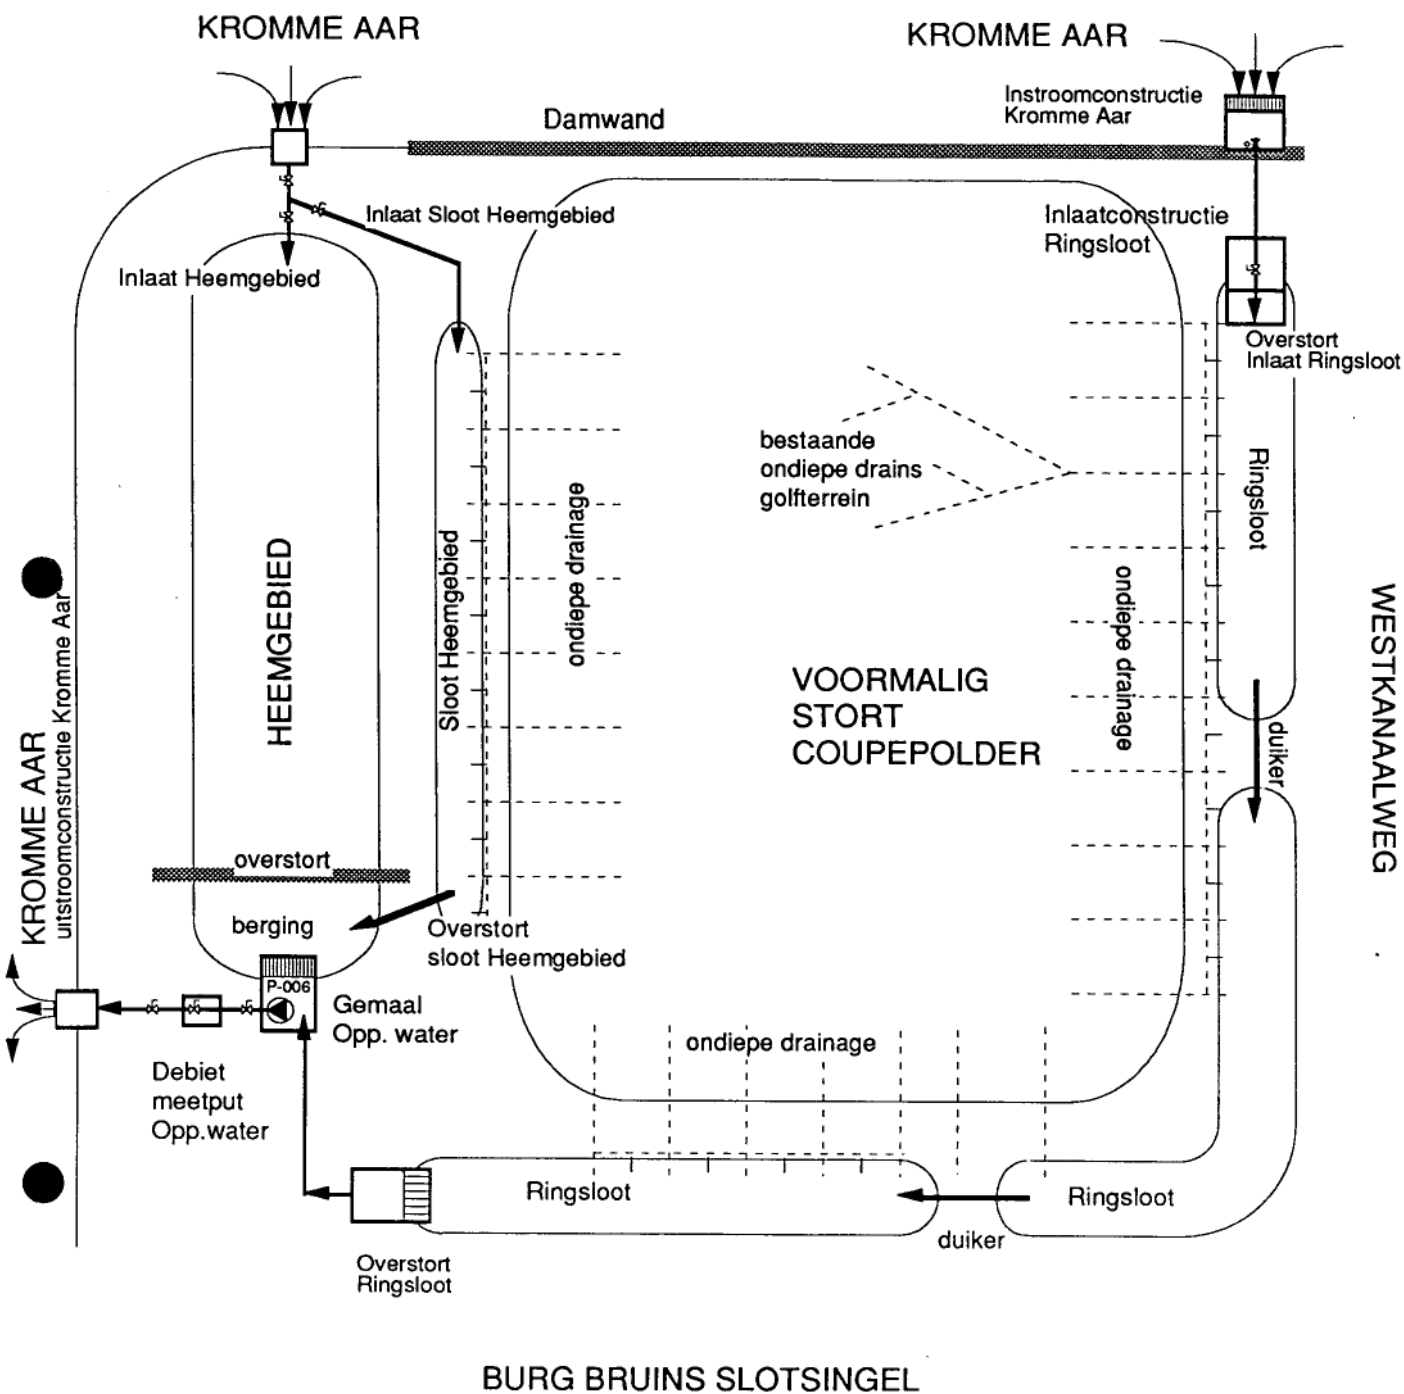 KROMME AAR
KROMME AAR
Instroomconstructie
Kromme Aar
Damwand
Inlaat Sloot Heemgebied
Inlaatconstructie
Ringsloot
Inlaat Heemgebied
Overstort
Inlaat Ringsloot
bestaande
ondiepe drains
golfterrein
Ringsloot
ondiepe drainage
HEEMGEBIED
Sloot Heemgebied
ondiepe drainage
WESTKANAALWEG
VOORMALIG
STORT
COUPEPOLDER
duiker
KROMME AAR
uitstroomconstructie Kromme Aar
overstort
berging
Overstort
sloot Heemgebied
P-006
Gemaal
Opp. water
ondiepe drainage
Debiet
meetput
Opp.water
Ringsloot
Ringsloot
duiker
Overstort
Ringsloot
BURG BRUINS SLOTSINGEL